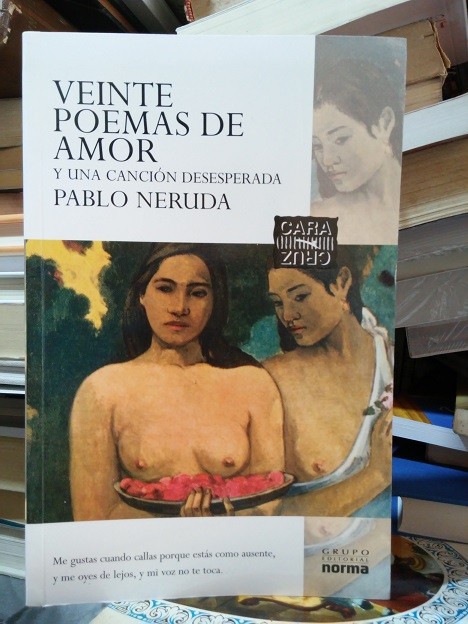 VEINTE
POEMAS DE
AMOR
Y UNA CANCIÓN DESESPERADA
PABLO NERUDA
CARA
CRUZ
Me gustas cuando callas porque estás como ausente,
y me oyes de lejos, y mi voz no te toca.
GRUPO
EDITORIAL
norma